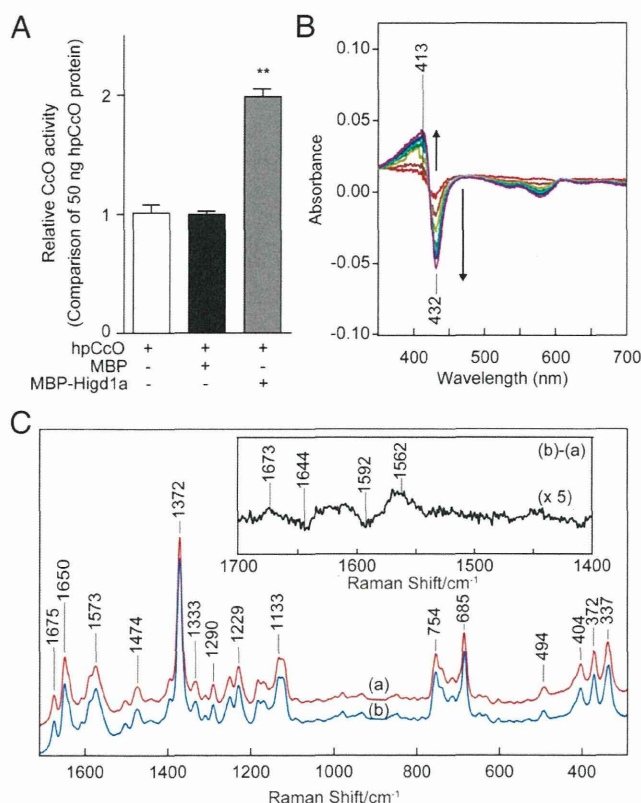 A
Relative CcO activity
(Comparison of 50 ng hpCcO protein)
2
1
0
**
hpCcO + + +
MBP - + -
MBP-Higd1a - - +
B
Absorbance
0.10
0.05
0.00
-0.05
-0.10
413
432
400 500 600 700
Wavelength (nm)
C
1675
1650
1573
1474
1372
1333
1290
1229
1133
754
685
494
404
372
337
(a)
(b)
1600 1400 1200 1000 800 600 400
Raman Shift/cm-1
1673
1644
1592
1562
(b)-(a)
(x 5)
1700 1600 1500 1400
Raman Shift/cm-1